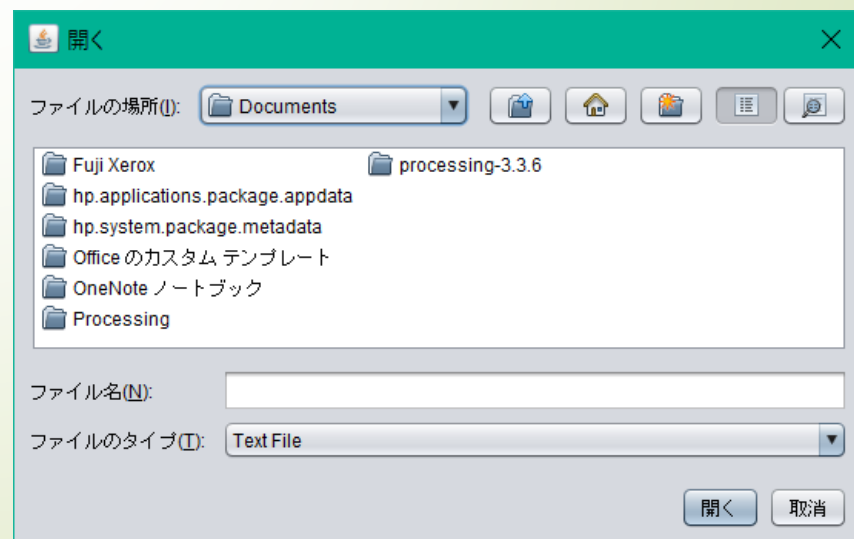 開く
ファイルの場所(I): Documents
Fuji Xerox processing-3.3.6
hp.applications.package.appdata
hp.system.package.metadata
Office のカスタム テンプレート
OneNote ノートブック
Processing
ファイル名(N):
ファイルのタイプ(T): Text File
開く 取消